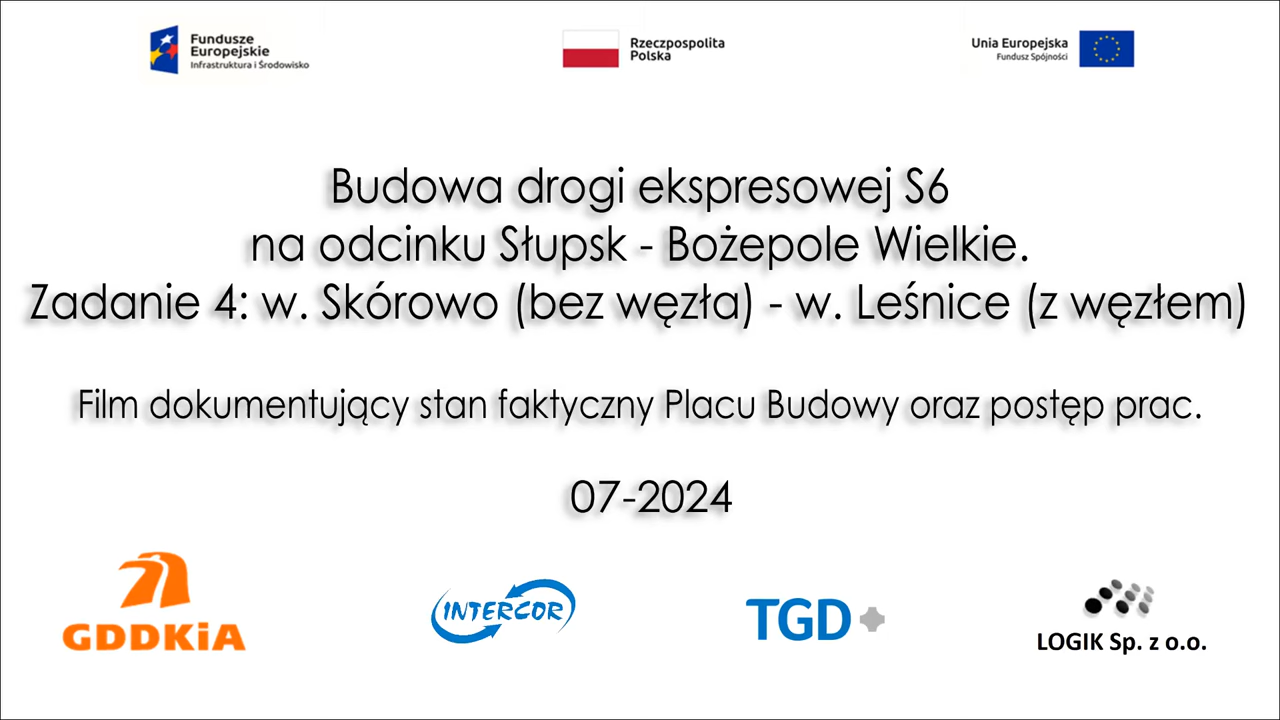 Fundusze
Europejskie
Infrastruktura i Środowisko
Rzeczpospolita
Polska
Unia Europejska
Fundusz Spójności
Budowa drogi ekspresowej S6
na odcinku Słupsk - Bożepole Wielkie.
Zadanie 4: w. Skórowo (bez węzła) - w. Leśnice (z węzłem)
Film dokumentujący stan faktyczny Placu Budowy oraz postęp prac.
07-2024
GDDKiA
INTERCOR
TGD
LOGIK Sp. z o.o.